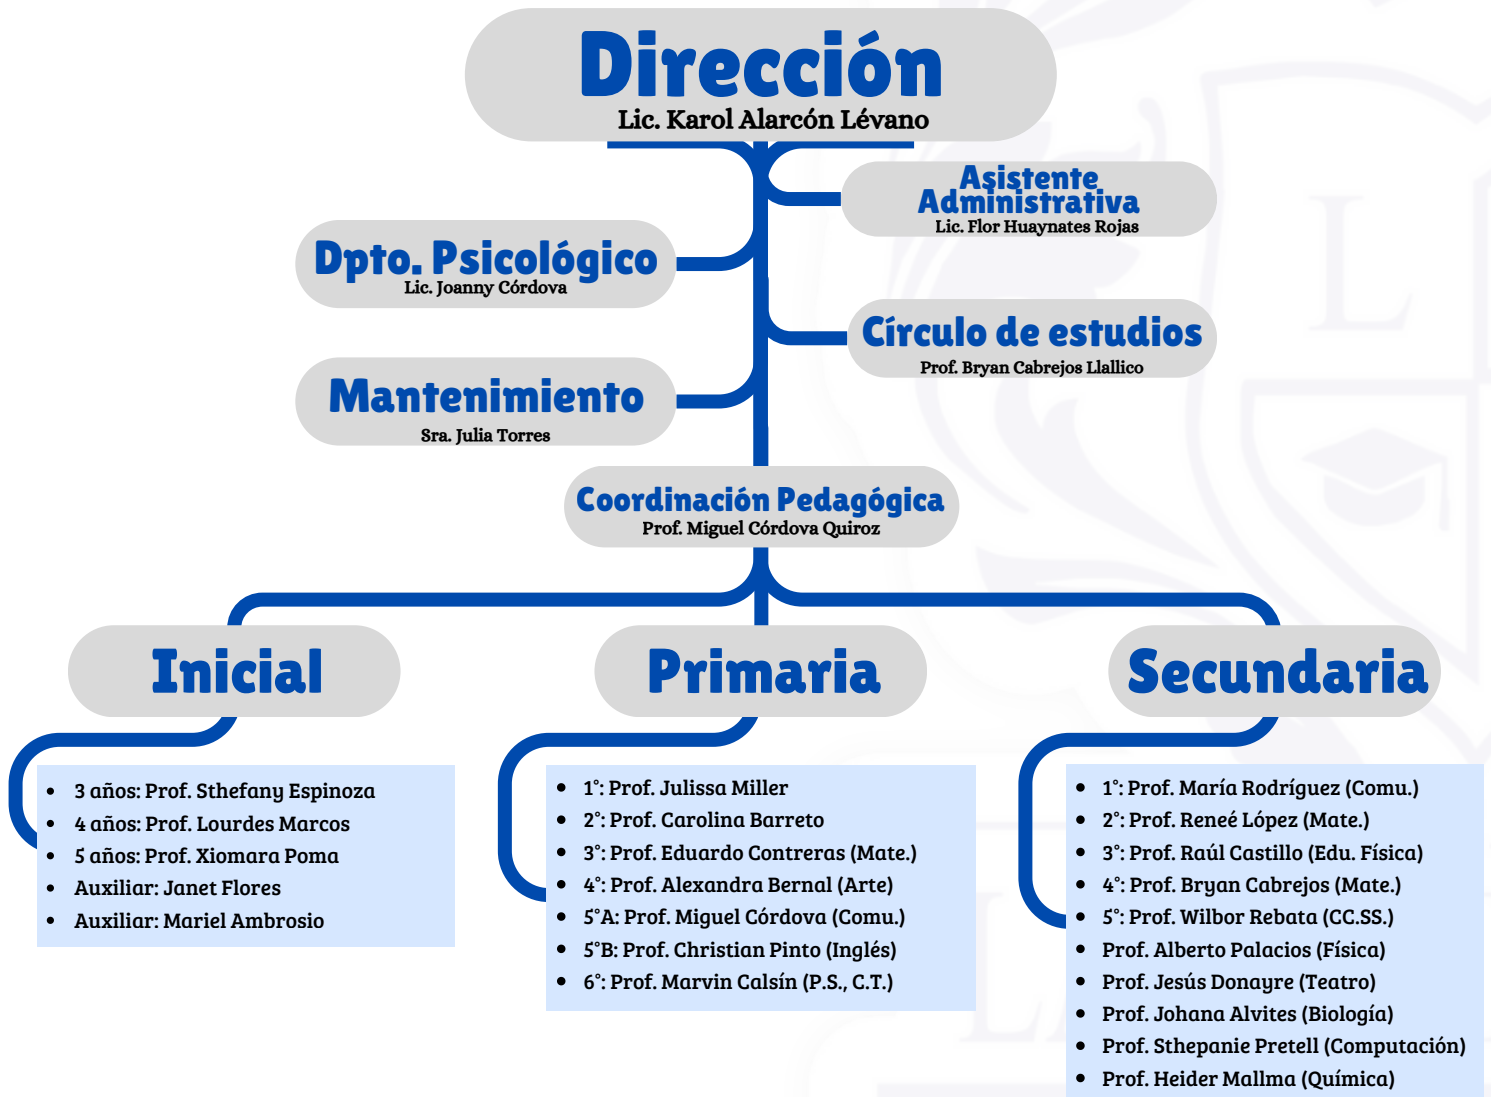 Dirección
Lic. Karol Alarcón Lévano
Asistente
Administrativa
Lic. Flor Huaynates Rojas
Dpto. Psicológico
Lic. Joanny Córdova
Círculo de estudios
Prof. Bryan Cabrejos Llallico
Mantenimiento
Sra. Julia Torres
Coordinación Pedagógica
Prof. Miguel Córdova Quiroz
Inicial
• 3 años: Prof. Sthefany Espinoza
• 4 años: Prof. Lourdes Marcos
• 5 años: Prof. Xiomara Poma
• Auxiliar: Janet Flores
• Auxiliar: Mariel Ambrosio
Primaria
• 1°: Prof. Julissa Miller
• 2°: Prof. Carolina Barreto
• 3°: Prof. Eduardo Contreras (Mate.)
• 4°: Prof. Alexandra Bernal (Arte)
• 5°A: Prof. Miguel Córdova (Comu.)
• 5°B: Prof. Christian Pinto (Inglés)
• 6°: Prof. Marvin Calsín (P.S., C.T.)
Secundaria
• 1°: Prof. María Rodríguez (Comu.)
• 2°: Prof. Reneé López (Mate.)
• 3°: Prof. Raúl Castillo (Edu. Física)
• 4°: Prof. Bryan Cabrejos (Mate.)
• 5°: Prof. Wilbor Rebata (CC.SS.)
• Prof. Alberto Palacios (Física)
• Prof. Jesús Donayre (Teatro)
• Prof. Johana Alvites (Biología)
• Prof. Sthepanie Pretell (Computación)
• Prof. Heider Mallma (Química)
L